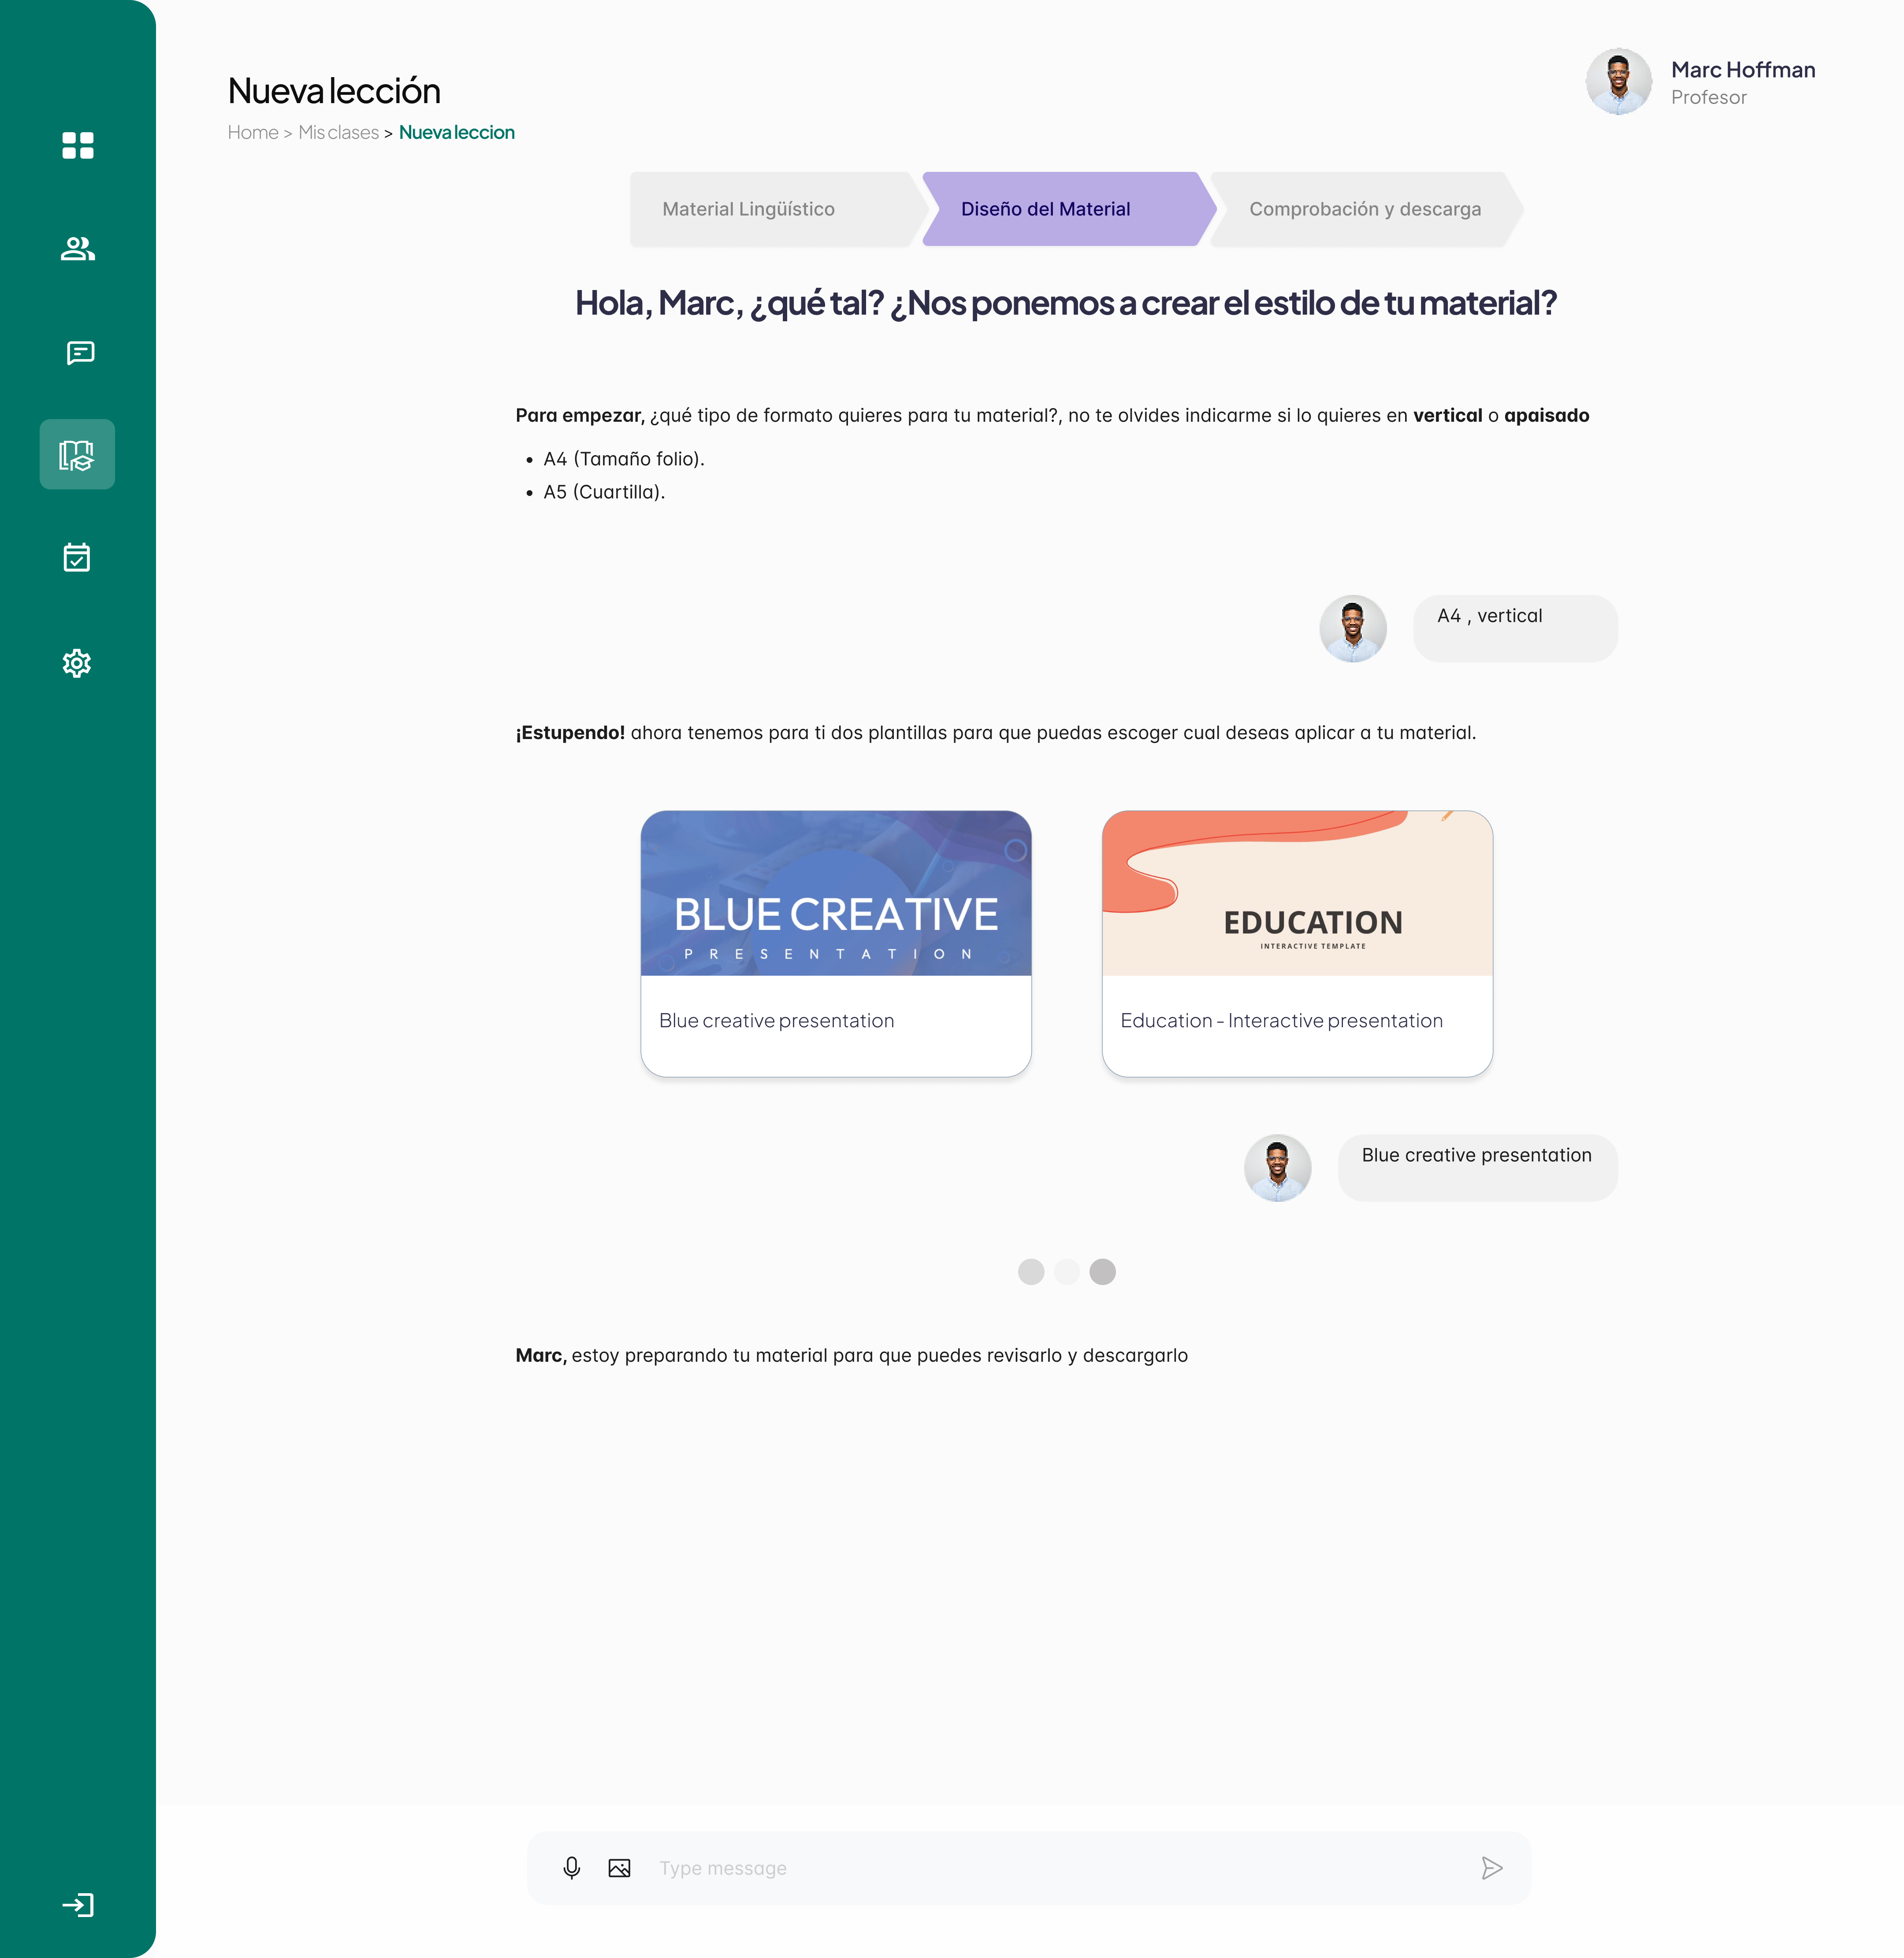 Nueva lección
Marc Hoffman
Profesor
Home > Mis clases > Nueva leccion
Material Lingüístico
Diseño del Material
Comprobación y descarga
Hola, Marc, ¿qué tal? ¿Nos ponemos a crear el estilo de tu material?
Para empezar, ¿qué tipo de formato quieres para tu material?, no te olvides indicarme si lo quieres en vertical o apaisado
• A4 (Tamaño folio).
• A5 (Cuartilla).
A4 , vertical
¡Estupendo! ahora tenemos para ti dos plantillas para que puedas escoger cual deseas aplicar a tu material.
BLUE CREATIVE
PRESENTATION
Blue creative presentation
EDUCATION
INTERACTIVE TEMPLATE
Education - Interactive presentation
Blue creative presentation
Marc, estoy preparando tu material para que puedes revisarlo y descargarlo
Type message